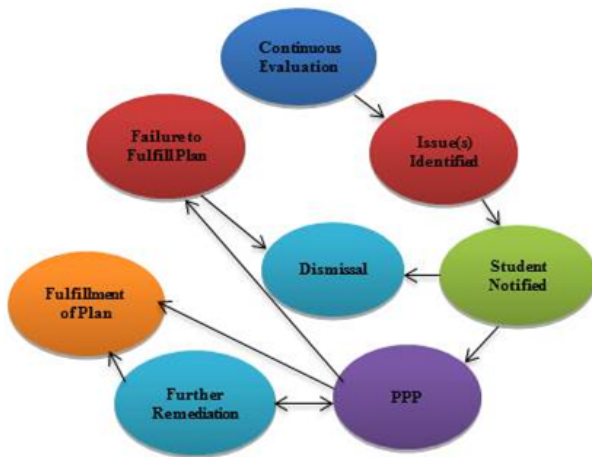 Continuous
Evaluation
Failure to
Fulfill Plan
Issue(s)
Identified
Dismissal
Student
Notified
Fulfillment
of Plan
Further
Remediation
PPP